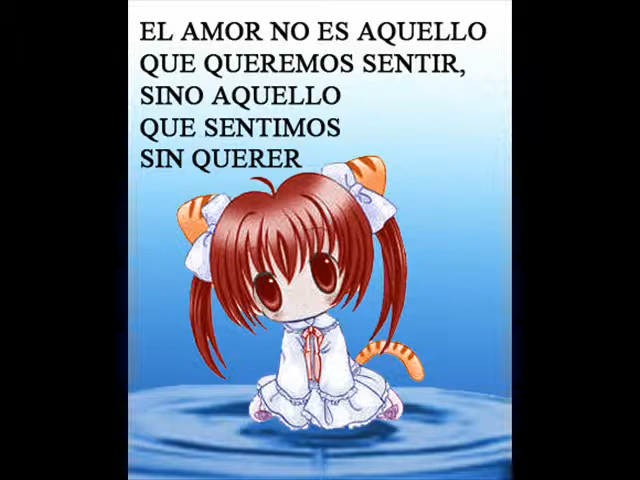 EL AMOR NO ES AQUELLO
QUE QUEREMOS SENTIR,
SINO AQUELLO
QUE SENTIMOS
SIN QUERER